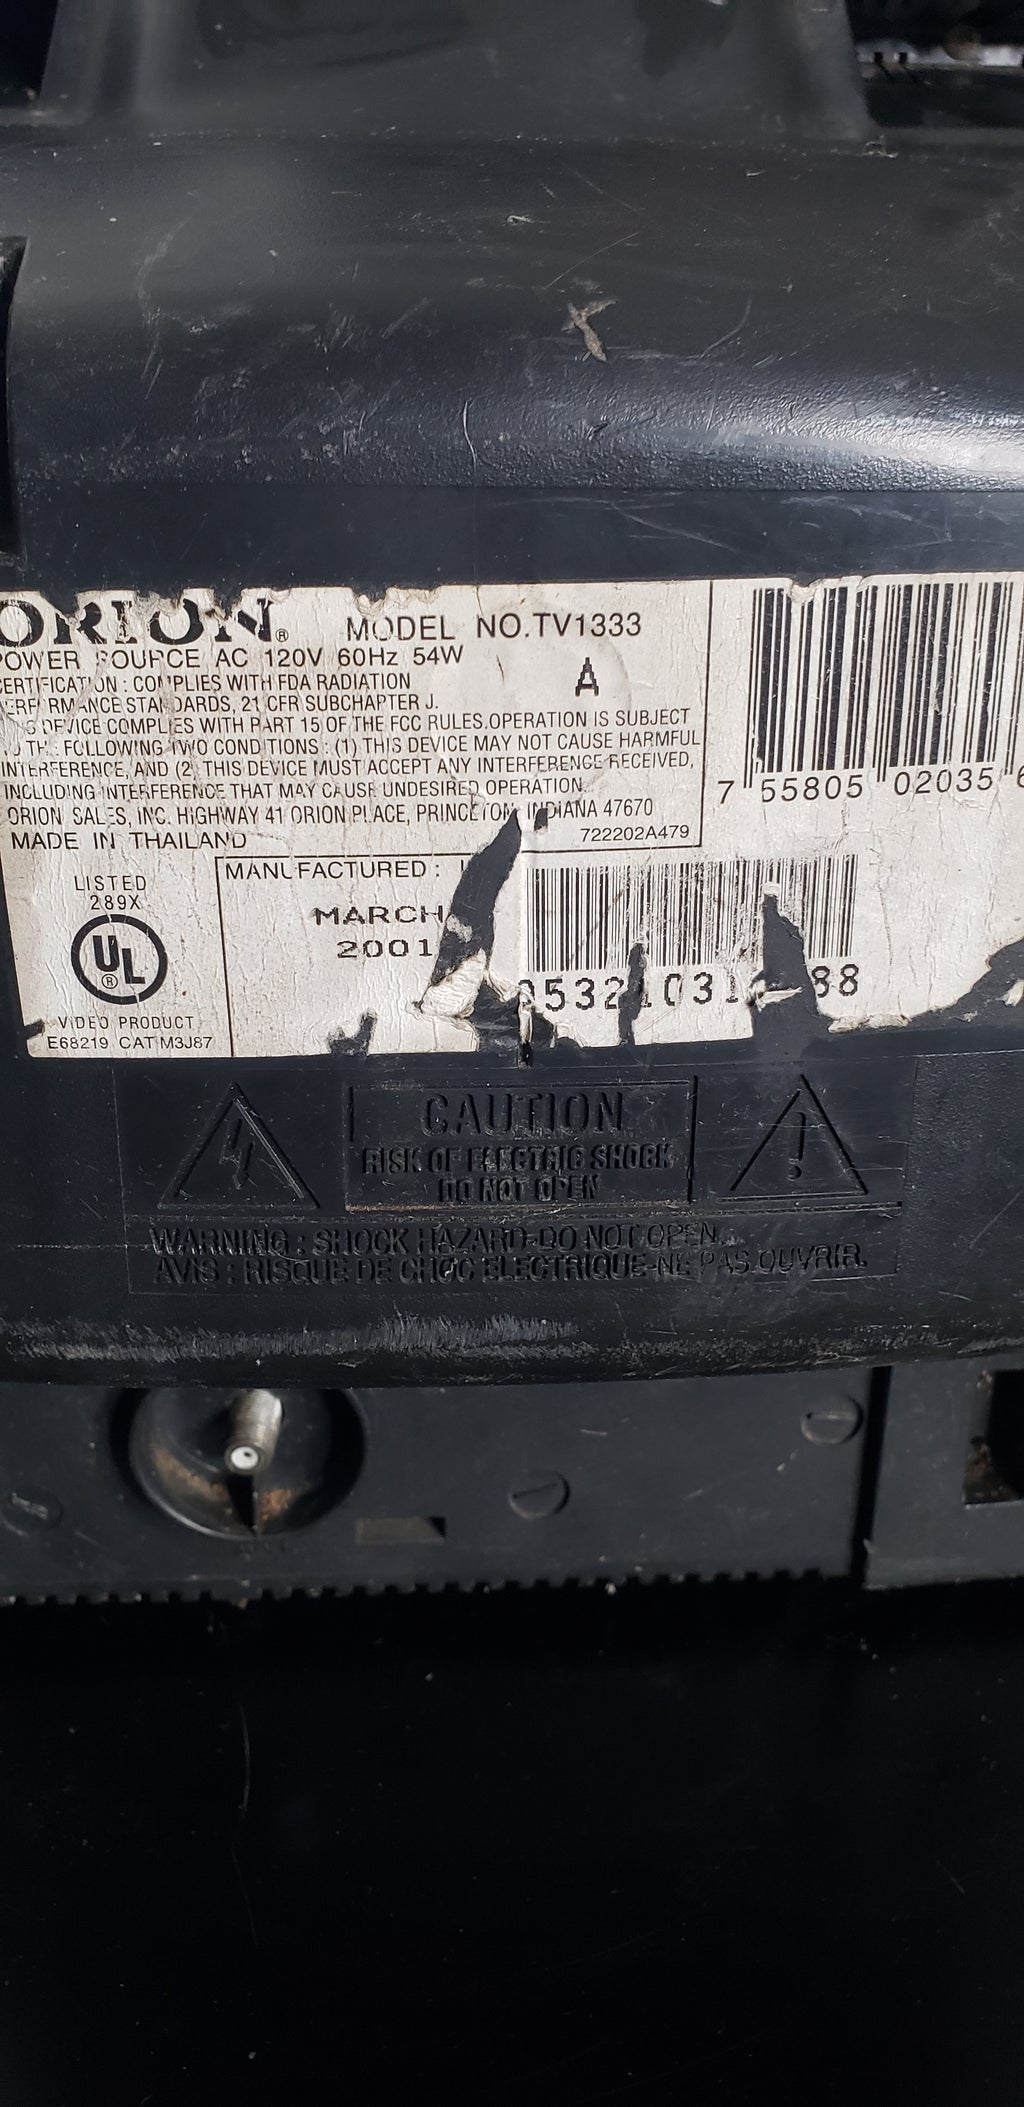 ORION® MODEL NO.TV1333
POWER SOURCE AC 120V 60Hz 54W
CERTIFICATION : COMPLIES WITH FDA RADIATION A
PERFORMANCE STANDARDS, 21 CFR SUBCHAPTER J.
DEVICE COMPLIES WITH PART 15 OF THE FCC RULES.OPERATION IS SUBJECT
TO THE FOLLOWING TWO CONDITIONS : (1) THIS DEVICE MAY NOT CAUSE HARMFUL
INTERFERENCE, AND (2) THIS DEVICE MUST ACCEPT ANY INTERFERENCE RECEIVED,
INCLUDING INTERFERENCE THAT MAY CAUSE UNDESIRED OPERATION.
ORION SALES, INC. HIGHWAY 41 ORION PLACE, PRINCETON, INDIANA 47670
MADE IN THAILAND 722202A479
7 55805 02035 6
LISTED
289X
UL®
VIDEO PRODUCT
E68219 CAT M3J87
MANUFACTURED :
MARCH
2001
CAUTION
RISK OF ELECTRIC SHOCK
DO NOT OPEN
WARNING : SHOCK HAZARD-DO NOT OPEN.
AVIS : RISQUE DE CHOC ELECTRIQUE-NE PAS OUVRIR.